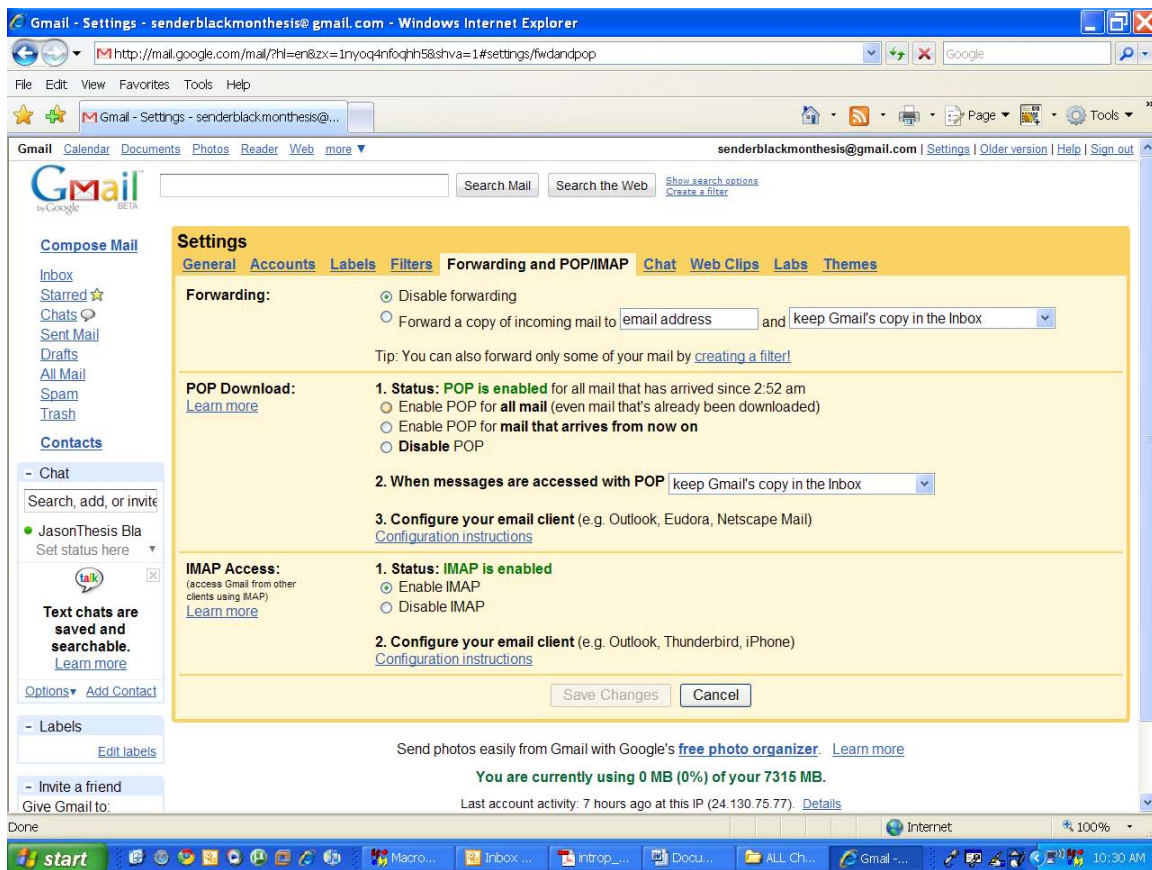 Gmail - Settings - senderblackmonthesis@gmail.com - Windows Internet Explorer
http://mail.google.com/mail/?hl=en&zx=1nyoq4nfoqhh5&shva=1#settings/fwdandpop
Google
File Edit View Favorites Tools Help
Gmail - Settings - senderblackmonthesis@...
Page Tools
Gmail Calendar Documents Photos Reader Web more ▼
senderblackmonthesis@gmail.com | Settings | Older version | Help | Sign out
Gmail
by Google BETA
Search Mail Search the Web
Show search options
Create a filter
Compose Mail
Inbox
Starred
Chats
Sent Mail
Drafts
All Mail
Spam
Trash
Contacts
− Chat
Search, add, or invite
JasonThesis Bla
Set status here
talk
Text chats are
saved and
searchable.
Learn more
Options▾ Add Contact
− Labels
Edit labels
− Invite a friend
Give Gmail to:
Settings
General Accounts Labels Filters Forwarding and POP/IMAP Chat Web Clips Labs Themes
Forwarding:
Disable forwarding
Forward a copy of incoming mail to email address and keep Gmail's copy in the Inbox
Tip: You can also forward only some of your mail by creating a filter!
POP Download:
Learn more
1. Status: POP is enabled for all mail that has arrived since 2:52 am
Enable POP for all mail (even mail that's already been downloaded)
Enable POP for mail that arrives from now on
Disable POP
2. When messages are accessed with POP keep Gmail's copy in the Inbox
3. Configure your email client (e.g. Outlook, Eudora, Netscape Mail)
Configuration instructions
IMAP Access:
(access Gmail from other
clients using IMAP)
Learn more
1. Status: IMAP is enabled
Enable IMAP
Disable IMAP
2. Configure your email client (e.g. Outlook, Thunderbird, iPhone)
Configuration instructions
Save Changes Cancel
Send photos easily from Gmail with Google's free photo organizer. Learn more
You are currently using 0 MB (0%) of your 7315 MB.
Last account activity: 7 hours ago at this IP (24.130.75.77). Details
Done
Internet
100%
start
Macro...
Inbox ...
introp_...
Docu...
ALL Ch...
Gmail -...
10:30 AM